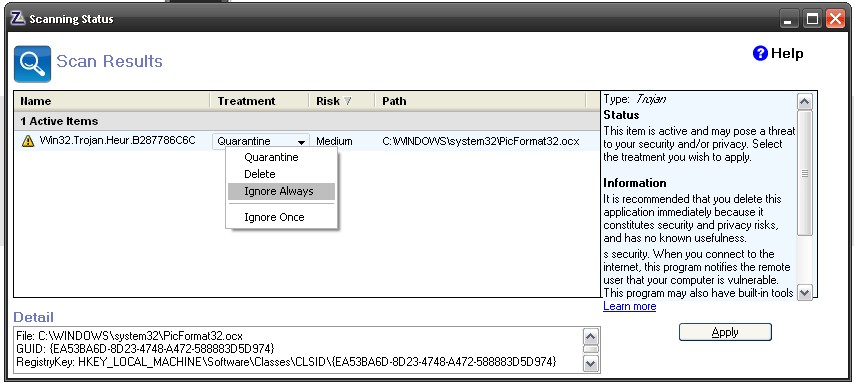 Scanning Status
Scan Results
Help
Name Treatment Risk Path
1 Active Items
Win32.Trojan.Heur.B287786C6C Quarantine Medium C:\WINDOWS\system32\PicFormat32.ocx
Quarantine
Delete
Ignore Always
Ignore Once
Type: Trojan
Status
This item is active and may pose a threat
to your security and/or privacy. Select
the treatment you wish to apply.
Information
It is recommended that you delete this
application immediately because it
constitutes security and privacy risks,
and has no known usefulness.
s security. When you connect to the
internet, this program notifies the remote
user that your computer is vulnerable.
This program may also have built-in tools
Learn more
Detail
File: C:\WINDOWS\system32\PicFormat32.ocx
GUID: {EA53BA6D-8D23-4748-A472-588883D5D974}
RegistryKey: HKEY_LOCAL_MACHINE\Software\Classes\CLSID\{EA53BA6D-8D23-4748-A472-588883D5D974}
Apply